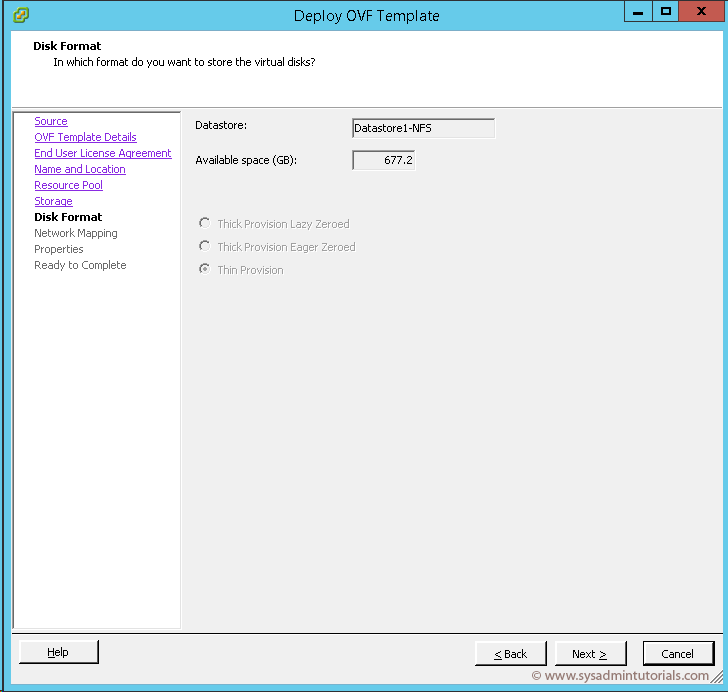 Deploy OVF Template
Disk Format
In which format do you want to store the virtual disks?
Source
OVF Template Details
End User License Agreement
Name and Location
Resource Pool
Storage
Disk Format
Network Mapping
Properties
Ready to Complete
Datastore: Datastore1-NFS
Available space (GB): 677.2
Thick Provision Lazy Zeroed
Thick Provision Eager Zeroed
Thin Provision
Help
< Back
Next >
Cancel
© www.sysadmintutorials.com